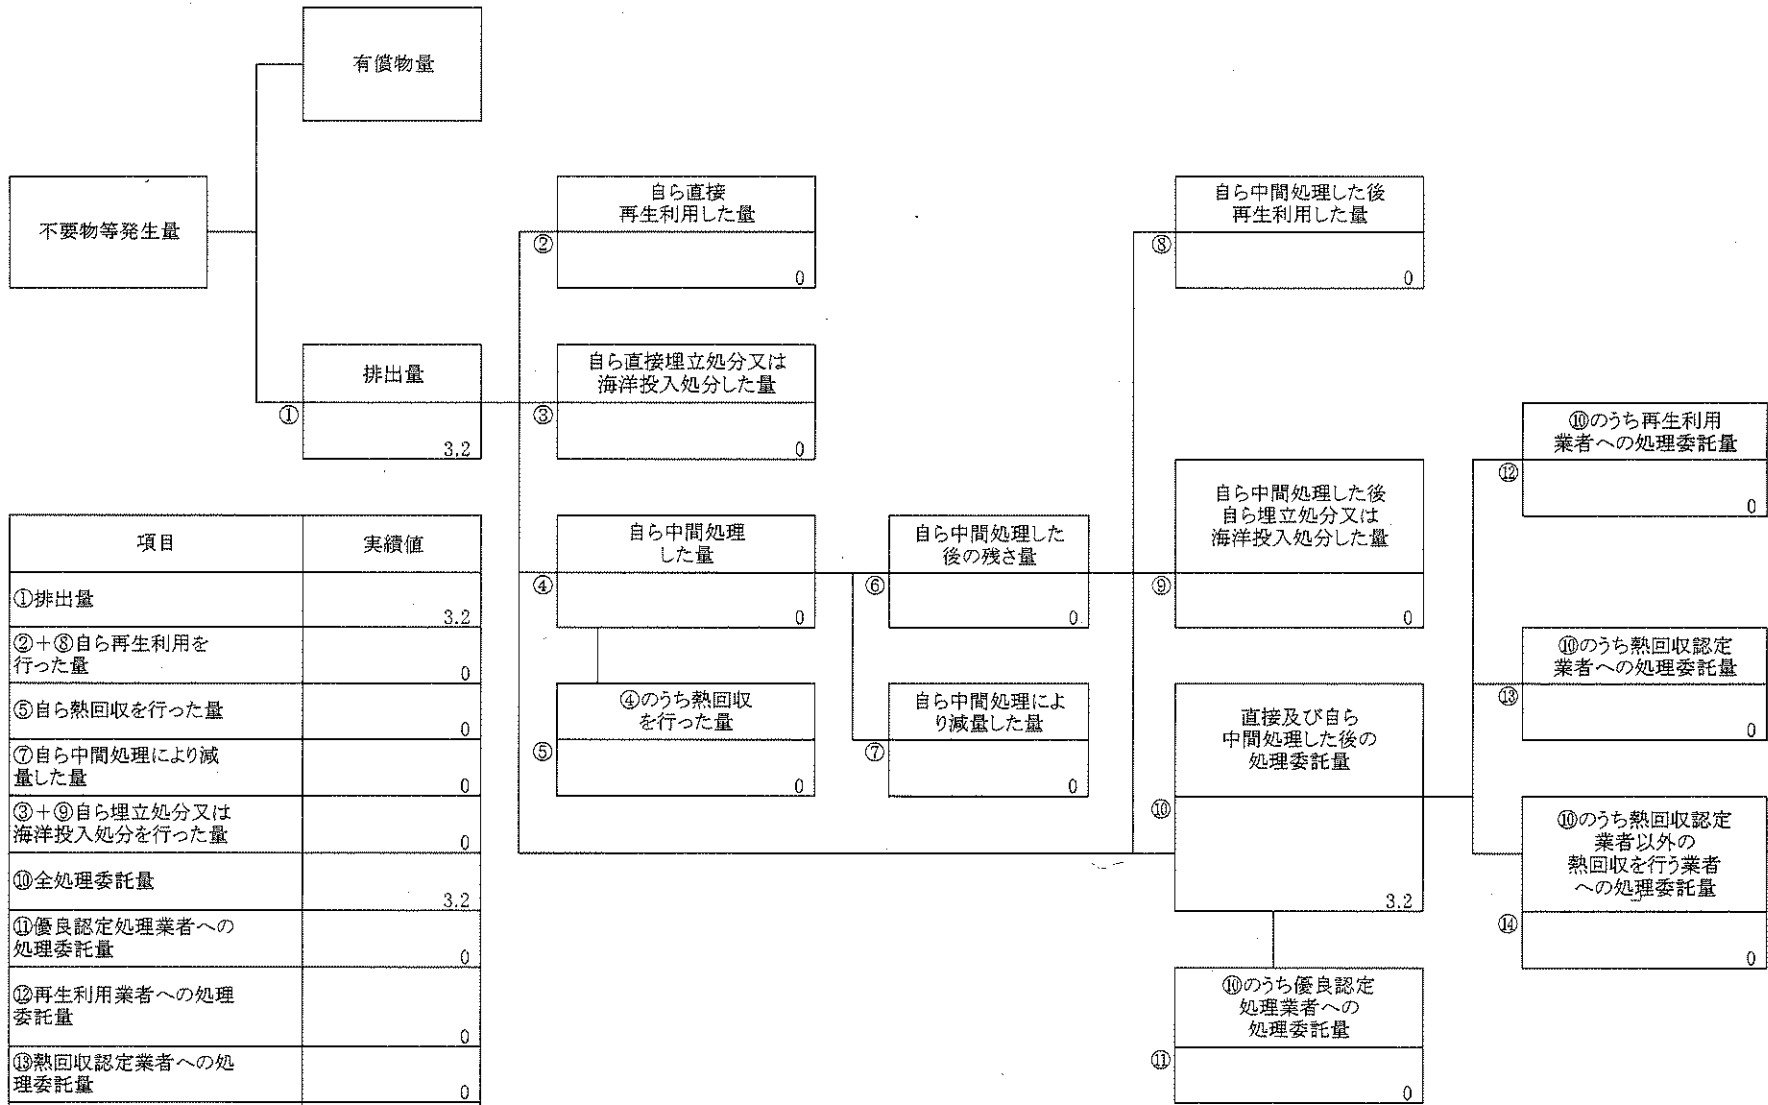 有償物量
不要物等発生量
自ら直接
再生利用した量
②
0
自ら中間処理した後
再生利用した量
⑧
0
排出量
①
3.2
自ら直接埋立処分又は
海洋投入処分した量
③
0
⑩のうち再生利用
業者への処理委託量
⑫
0
自ら中間処理
した量
④
0
自ら中間処理した
後の残さ量
⑥
0
自ら中間処理した後
自ら埋立処分又は
海洋投入処分した量
⑨
0
⑩のうち熱回収認定
業者への処理委託量
⑬
0
④のうち熱回収
を行った量
⑤
0
自ら中間処理によ
り減量した量
⑦
0
直接及び自ら
中間処理した後の
処理委託量
⑩
3.2
⑩のうち熱回収認定
業者以外の
熱回収を行う業者
への処理委託量
⑭
0
⑩のうち優良認定
処理業者への
処理委託量
⑪
0
項目 実績値
①排出量
3.2
②+⑧自ら再生利用を
行った量
0
⑤自ら熱回収を行った量
0
⑦自ら中間処理により減
量した量
0
③+⑨自ら埋立処分又は
海洋投入処分を行った量
0
⑩全処理委託量
3.2
⑪優良認定処理業者への
処理委託量
0
⑫再生利用業者への処理
委託量
0
⑬熱回収認定業者への処
理委託量
0